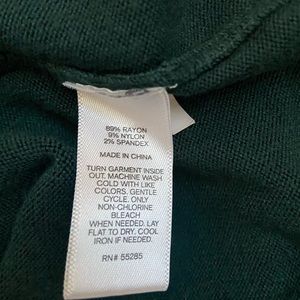 89% RAYON
9% NYLON
2% SPANDEX
MADE IN CHINA
TURN GARMENT INSIDE
OUT. MACHINE WASH
COLD WITH LIKE
COLORS. GENTLE
CYCLE. ONLY
NON-CHLORINE
BLEACH
WHEN NEEDED. LAY
FLAT TO DRY. COOL
IRON IF NEEDED.
RN# 55285